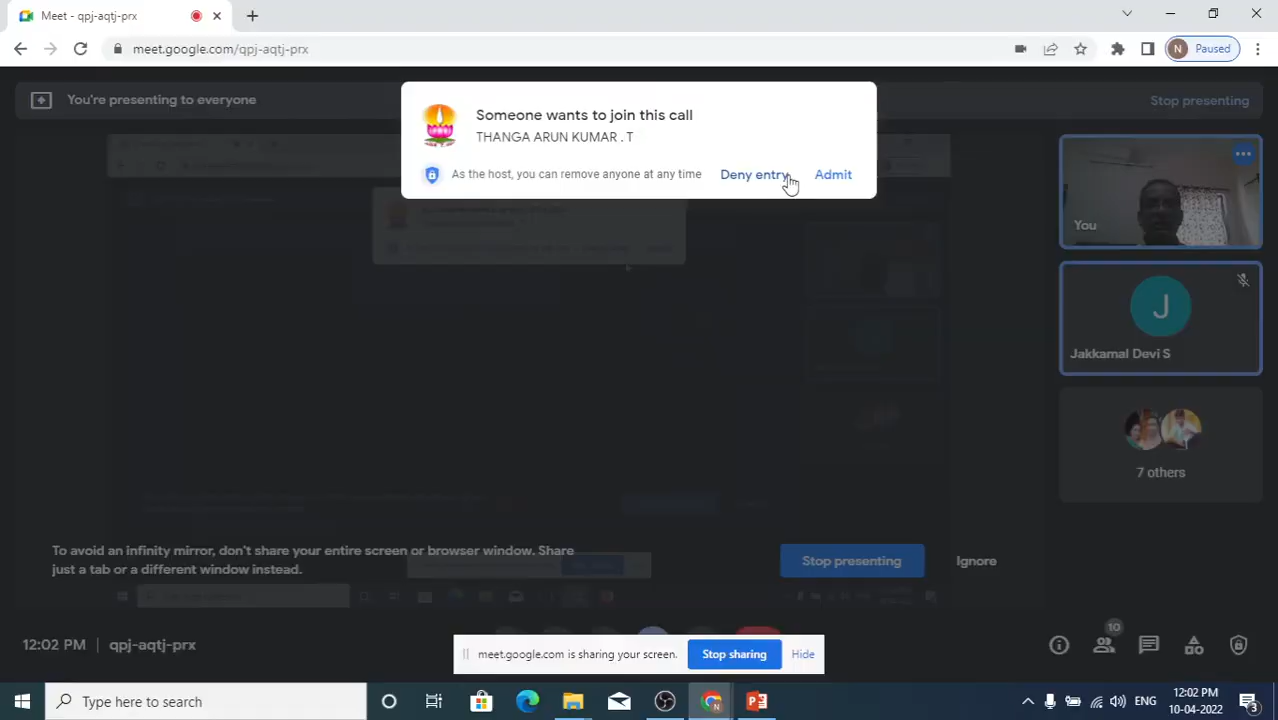 Meet - qpj-aqtj-prx
meet.google.com/qpj-aqtj-prx
N Paused
You're presenting to everyone
Stop presenting
Someone wants to join this call
THANGA ARUN KUMAR . T
As the host, you can remove anyone at any time
Deny entry
Admit
You
J
Jakkamal Devi S
7 others
To avoid an infinity mirror, don't share your entire screen or browser window. Share
just a tab or a different window instead.
Stop presenting
Ignore
12:02 PM | qpj-aqtj-prx
10
meet.google.com is sharing your screen.
Stop sharing
Hide
Type here to search
ENG
12:02 PM
10-04-2022
3